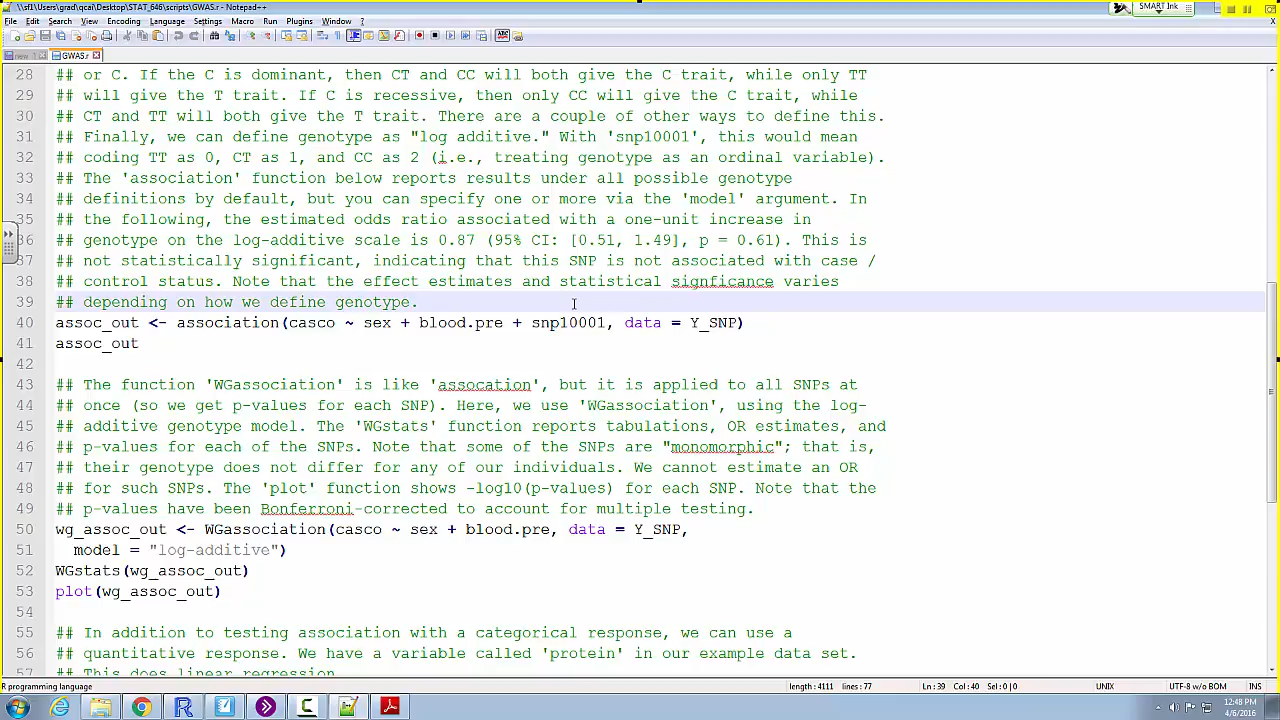 \\sf1\Users\grad\qcai\Desktop\STAT_646\scripts\GWAS.r - Notepad++
SMART Ink
File Edit Search View Encoding Language Settings Macro Run Plugins Window ? X
new 1 GWAS.r
28 ## or C. If the C is dominant, then CT and CC will both give the C trait, while only TT
29 ## will give the T trait. If C is recessive, then only CC will give the C trait, while
30 ## CT and TT will both give the T trait. There are a couple of other ways to define this.
31 ## Finally, we can define genotype as "log additive." With 'snp10001', this would mean
32 ## coding TT as 0, CT as 1, and CC as 2 (i.e., treating genotype as an ordinal variable).
33 ## The 'association' function below reports results under all possible genotype
34 ## definitions by default, but you can specify one or more via the 'model' argument. In
35 ## the following, the estimated odds ratio associated with a one-unit increase in
36 ## genotype on the log-additive scale is 0.87 (95% CI: [0.51, 1.49], p = 0.61). This is
37 ## not statistically significant, indicating that this SNP is not associated with case /
38 ## control status. Note that the effect estimates and statistical signficance varies
39 ## depending on how we define genotype.
40 assoc_out <- association(casco ~ sex + blood.pre + snp10001, data = Y_SNP)
41 assoc_out
42
43 ## The function 'WGassociation' is like 'assocation', but it is applied to all SNPs at
44 ## once (so we get p-values for each SNP). Here, we use 'WGassociation', using the log-
45 ## additive genotype model. The 'WGstats' function reports tabulations, OR estimates, and
46 ## p-values for each of the SNPs. Note that some of the SNPs are "monomorphic"; that is,
47 ## their genotype does not differ for any of our individuals. We cannot estimate an OR
48 ## for such SNPs. The 'plot' function shows -log10(p-values) for each SNP. Note that the
49 ## p-values have been Bonferroni-corrected to account for multiple testing.
50 wg_assoc_out <- WGassociation(casco ~ sex + blood.pre, data = Y_SNP,
51 model = "log-additive")
52 WGstats(wg_assoc_out)
53 plot(wg_assoc_out)
54
55 ## In addition to testing association with a categorical response, we can use a
56 ## quantitative response. We have a variable called 'protein' in our example data set.
57 ## This does linear regression
R programming language length: 4111 lines: 77 Ln: 39 Col: 40 Sel: 0 | 0 UNIX UTF-8 w/o BOM INS
12:48 PM
4/6/2016